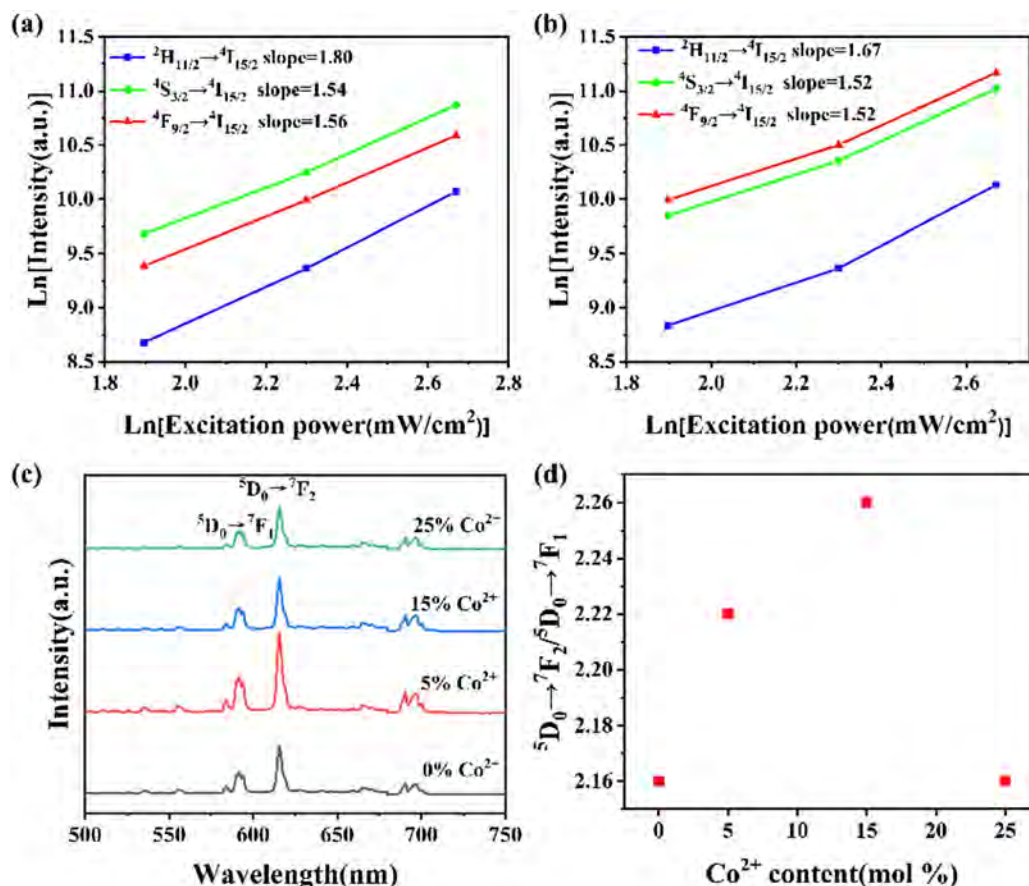 (a)
11.5
11.0
10.5
10.0
9.5
9.0
8.5
Ln[Intensity(a.u.)]
²H₁₁/₂→⁴I₁₅/₂ slope=1.80
⁴S₃/₂→⁴I₁₅/₂ slope=1.54
⁴F₉/₂→⁴I₁₅/₂ slope=1.56
1.8 2.0 2.2 2.4 2.6 2.8
Ln[Excitation power(mW/cm²)]
(b)
11.5
11.0
10.5
10.0
9.5
9.0
8.5
Ln[Intensity(a.u.)]
²H₁₁/₂→⁴I₁₅/₂ slope=1.67
⁴S₃/₂→⁴I₁₅/₂ slope=1.52
⁴F₉/₂→⁴I₁₅/₂ slope=1.52
1.8 2.0 2.2 2.4 2.6
Ln[Excitation power(mW/cm²)]
(c)
Intensity(a.u.)
⁵D₀→⁷F₂
⁵D₀→⁷F₁
25% Co²⁻
15% Co²⁺
5% Co²⁺
0% Co²⁻
500 550 600 650 700 750
Wavelength(nm)
(d)
2.26
2.24
2.22
2.20
2.18
2.16
⁵D₀→⁷F₂/⁵D₀→⁷F₁
0 5 10 15 20 25
Co²⁺ content(mol %)